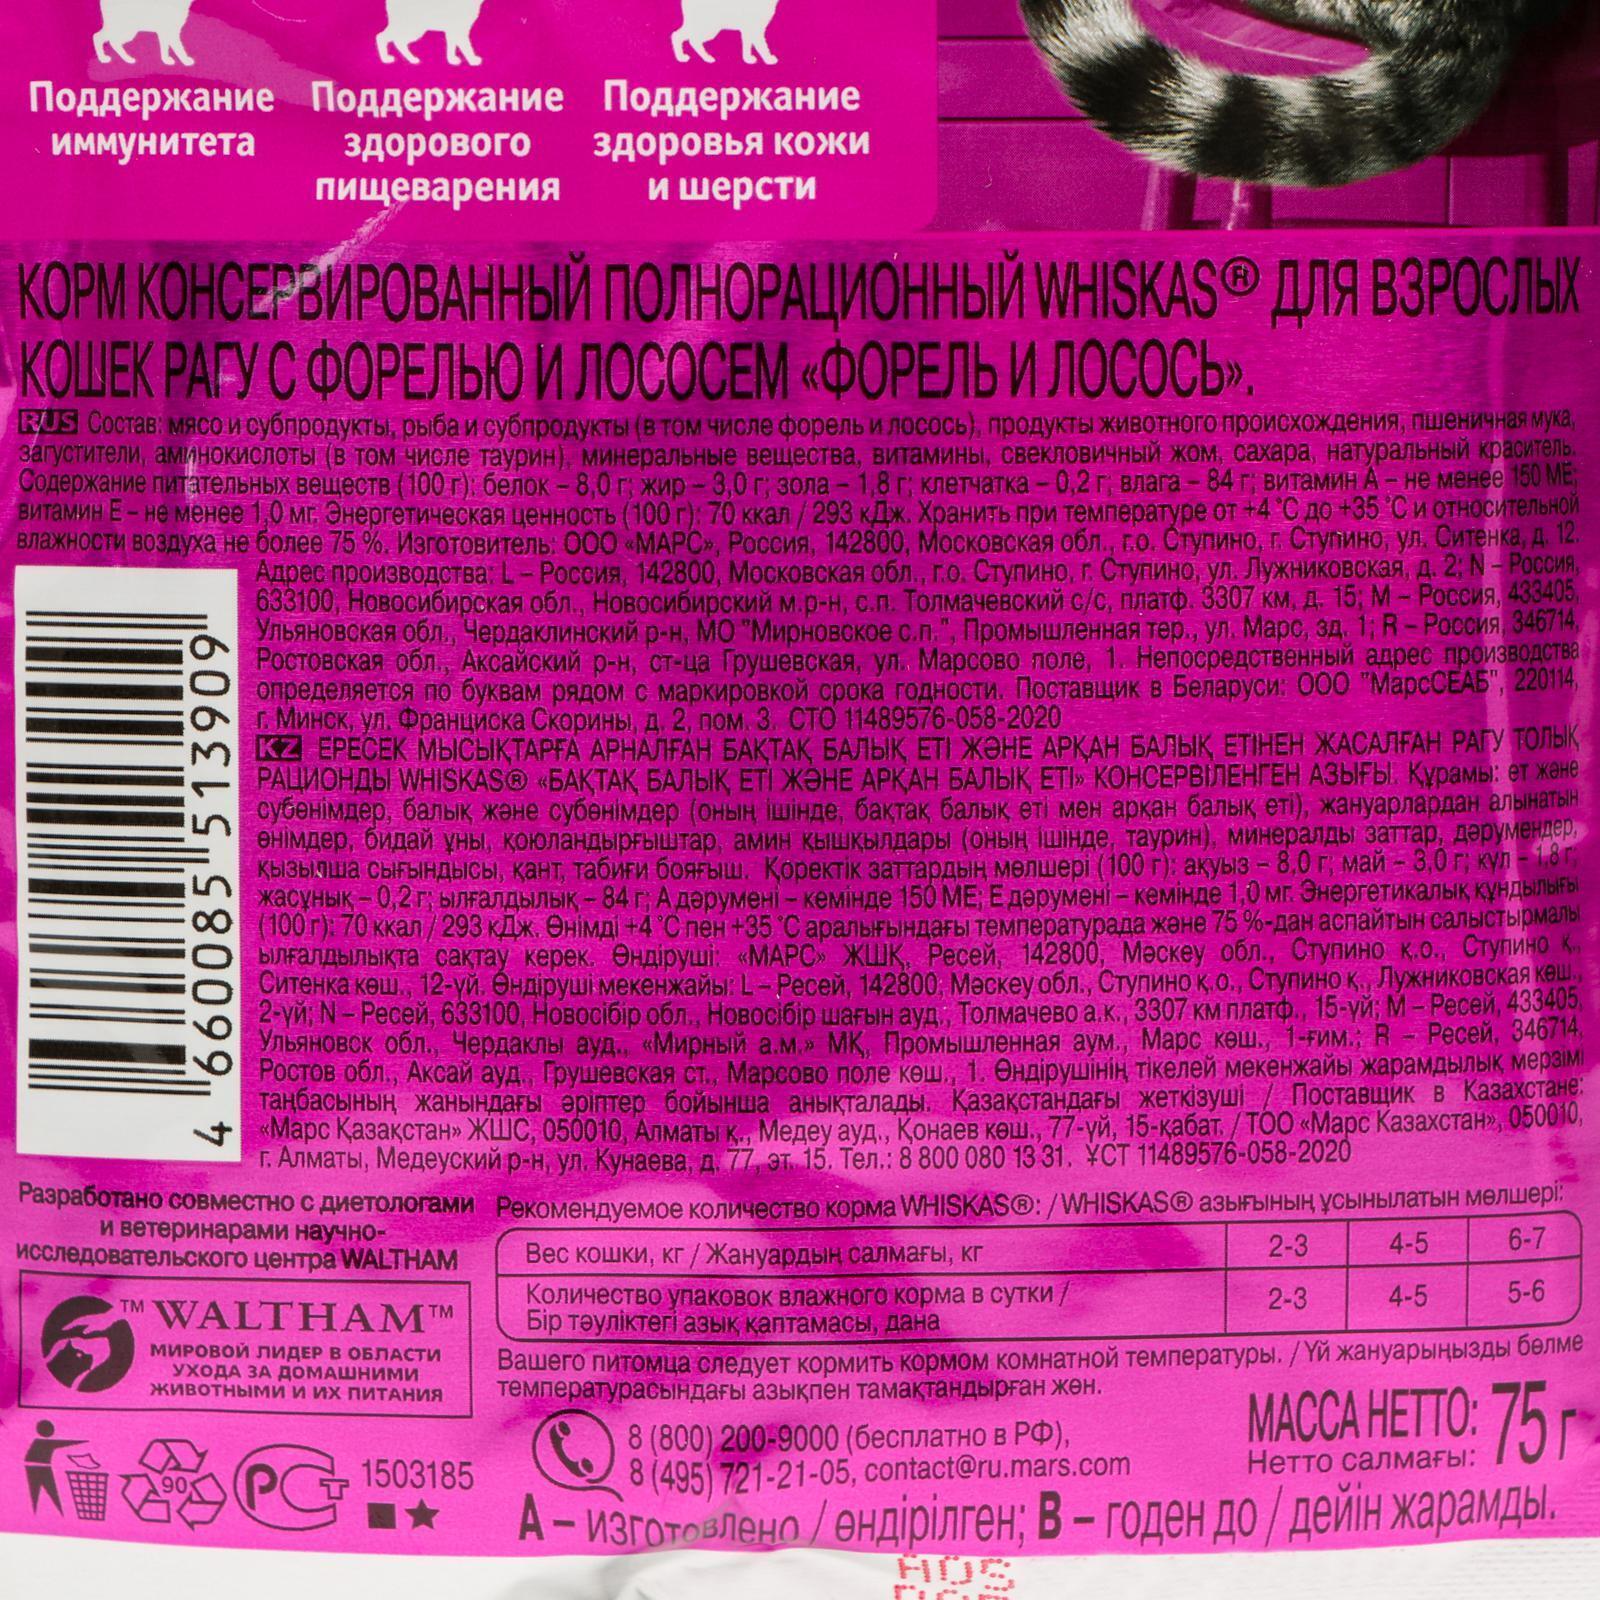 Поддержание
иммунитета
Поддержание
здорового
пищеварения
Поддержание
здоровья кожи
и шерсти
КОРМ КОНСЕРВИРОВАННЫЙ ПОЛНОРАЦИОННЫЙ WHISKAS® ДЛЯ ВЗРОСЛЫХ
КОШЕК РАГУ С ФОРЕЛЬЮ И ЛОСОСЕМ «ФОРЕЛЬ И ЛОСОСЬ».
RUS Состав: мясо и субпродукты, рыба и субпродукты (в том числе форель и лосось), продукты животного происхождения, пшеничная мука,
загустители, аминокислоты (в том числе таурин), минеральные вещества, витамины, свекловичный жом, сахара, натуральный краситель.
Содержание питательных веществ (100 г): белок – 8,0 г; жир – 3,0 г; зола – 1,8 г; клетчатка – 0,2 г; влага – 84 г; витамин А – не менее 150 МЕ;
витамин Е – не менее 1,0 мг. Энергетическая ценность (100 г): 70 ккал / 293 кДж. Хранить при температуре от +4 °C до +35 °C и относительной
влажности воздуха не более 75 %. Изготовитель: ООО «МАРС», Россия, 142800, Московская обл., г.о. Ступино, г. Ступино, ул. Ситенка, д. 12.
Адрес производства: L – Россия, 142800, Московская обл., г.о. Ступино, г. Ступино, ул. Лужниковская, д. 2; N – Россия,
633100, Новосибирская обл., Новосибирский м.р-н, с.п. Толмачевский с/с, платф. 3307 км, д. 15; M – Россия, 433405,
Ульяновская обл., Чердаклинский р-н, МО "Мирновское с.п.", Промышленная тер., ул. Марс, зд. 1; R – Россия, 346714,
Ростовская обл., Аксайский р-н, ст-ца Грушевская, ул. Марсово поле, 1. Непосредственный адрес производства
определяется по буквам рядом с маркировкой срока годности. Поставщик в Беларуси: ООО "МарсСЕАБ", 220114,
г. Минск, ул. Франциска Скорины, д. 2, пом. 3. СТО 11489576-058-2020
KZ ЕРЕСЕК МЫСЫҚТАРҒА АРНАЛҒАН БАҚТАҚ БАЛЫҚ ЕТІ ЖӘНЕ АРҚАН БАЛЫҚ ЕТІНЕН ЖАСАЛҒАН РАГУ ТОЛЫҚ
РАЦИОНДЫ WHISKAS® «БАҚТАҚ БАЛЫҚ ЕТІ ЖӘНЕ АРҚАН БАЛЫҚ ЕТІ» КОНСЕРВІЛЕНГЕН АЗЫҒЫ. Құрамы: ет және
субөнімдер, балық және субөнімдер (оның ішінде, бақтақ балық еті мен арқан балық еті), жануарлардан алынатын
өнімдер, бидай ұны, қоюландырғыштар, амин қышқылдары (оның ішінде, таурин), минералды заттар, дәрумендер,
қызылша сығындысы, қант, табиғи бояғыш. Қоректік заттардың мөлшері (100 г): ақуыз – 8,0 г; май – 3,0 г; күл – 1,8 г;
жасұнық – 0,2 г; ылғалдылық – 84 г; А дәрумені – кемінде 150 МЕ; Е дәрумені – кемінде 1,0 мг. Энергетикалық құндылығы
(100 г): 70 ккал / 293 кДж. Өнімді +4 °C пен +35 °C аралығындағы температурада және 75 %-дан аспайтын салыстырмалы
ылғалдылықта сақтау керек. Өндіруші: «МАРС» ЖШҚ, Ресей, 142800, Мәскеу обл., Ступино қ.о., Ступино қ.,
Ситенка көш., 12-үй. Өндіруші мекенжайы: L – Ресей, 142800, Мәскеу обл., Ступино қ.о., Ступино қ., Лужниковская көш.,
2-үй; N – Ресей, 633100, Новосібір обл., Новосібір шағын ауд., Толмачево а.к., 3307 км платф., 15-үй; M – Ресей, 433405,
Ульяновск обл., Чердаклы ауд., «Мирный а.м.» МҚ, Промышленная аум., Марс көш., 1-ғим.; R – Ресей, 346714,
Ростов обл., Аксай ауд., Грушевская ст., Марсово поле көш., 1. Өндірушінің тікелей мекенжайы жарамдылық мерзімі
таңбасының жанындағы әріптер бойынша анықталады. Қазақстандағы жеткізуші / Поставщик в Казахстане:
«Марс Қазақстан» ЖШС, 050010, Алматы қ., Медеу ауд., Қонаев көш., 77-үй, 15-қабат. / ТОО «Марс Казахстан», 050010,
г. Алматы, Медеуский р-н, ул. Кунаева, д. 77, эт. 15. Тел.: 8 800 080 13 31. ҰСТ 11489576-058-2020
4 660085 513909
Разработано совместно с диетологами
и ветеринарами научно-
исследовательского центра WALTHAM
™ WALTHAM™
МИРОВОЙ ЛИДЕР В ОБЛАСТИ
УХОДА ЗА ДОМАШНИМИ
ЖИВОТНЫМИ И ИХ ПИТАНИЯ
90
РСТ
1503185
Рекомендуемое количество корма WHISKAS®: / WHISKAS® азығының ұсынылатын мөлшері:
Вес кошки, кг / Жануардың салмағы, кг 2-3 4-5 6-7
Количество упаковок влажного корма в сутки /
Бір тәуліктегі азық қаптамасы, дана 2-3 4-5 5-6
Вашего питомца следует кормить кормом комнатной температуры. / Үй жануарыңызды бөлме
температурасындағы азықпен тамақтандырған жөн.
8 (800) 200-9000 (бесплатно в РФ),
8 (495) 721-21-05, contact@ru.mars.com
МАССА НЕТТО: 75 г
Нетто салмағы:
A – изготовлено / өндірілген; B – годен до / дейін жарамды.